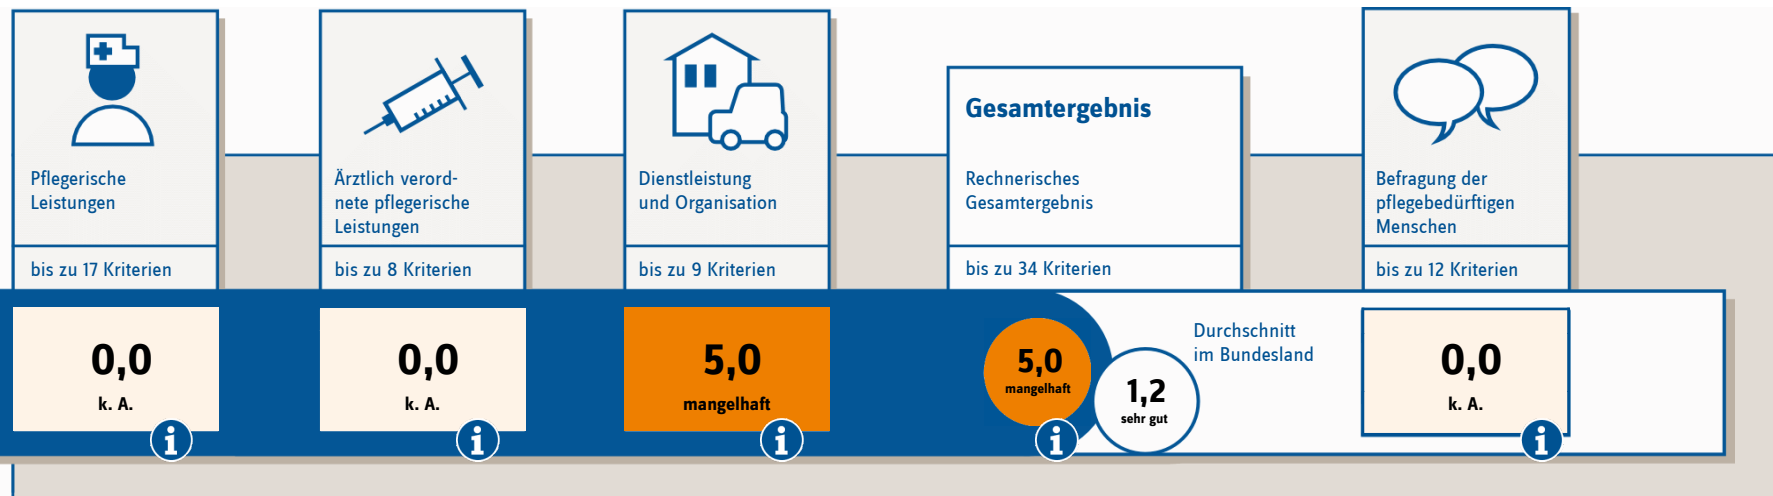 Pflegerische
Leistungen
bis zu 17 Kriterien
0,0
k. A.
i
Ärztlich verord-
nete pflegerische
Leistungen
bis zu 8 Kriterien
0,0
k. A.
i
Dienstleistung
und Organisation
bis zu 9 Kriterien
5,0
mangelhaft
i
Gesamtergebnis
Rechnerisches
Gesamtergebnis
bis zu 34 Kriterien
5,0
mangelhaft
i
1,2
sehr gut
Durchschnitt
im Bundesland
Befragung der
pflegebedürftigen
Menschen
bis zu 12 Kriterien
0,0
k. A.
i